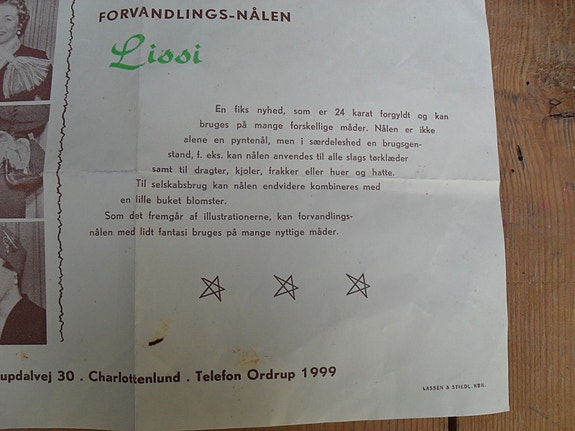 FORVANDLINGS-NÅLEN
Lissi
En fiks nyhed, som er 24 karat forgyldt og kan
bruges på mange forskellige måder. Nålen er ikke
alene en pyntenål, men i særdeleshed en brugsgen-
stand, f. eks. kan nålen anvendes til alle slags tørklæder
samt til dragter, kjoler, frakker eller huer og hatte.
Til selskabsbrug kan nålen endvidere kombineres med
en lille buket blomster.
Som det fremgår af illustrationerne, kan forvandlings-
nålen med lidt fantasi bruges på mange nyttige måder.
updalvej 30 . Charlottenlund . Telefon Ordrup 1999
LASSEN & STIEDL. KBH.